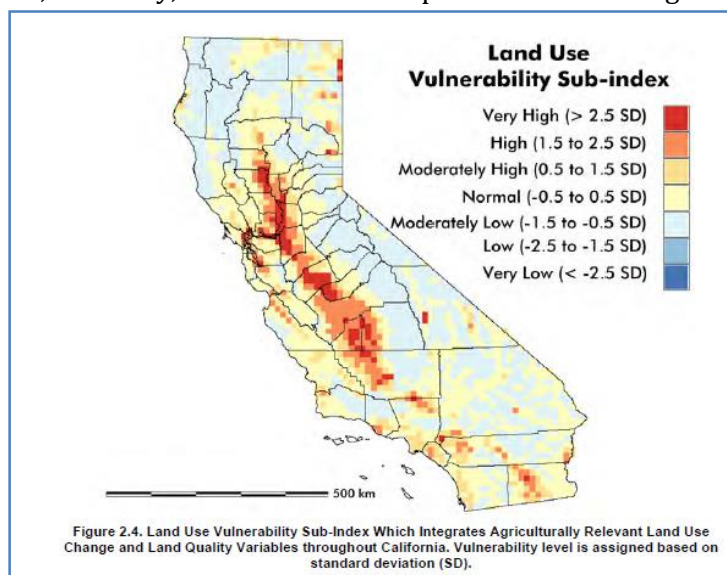 Land Use
Vulnerability Sub-index
Very High (> 2.5 SD)
High (1.5 to 2.5 SD)
Moderately High (0.5 to 1.5 SD)
Normal (-0.5 to 0.5 SD)
Moderately Low (-1.5 to -0.5 SD)
Low (-2.5 to -1.5 SD)
Very Low (< -2.5 SD)
500 km
Figure 2.4. Land Use Vulnerability Sub-Index Which Integrates Agriculturally Relevant Land Use
Change and Land Quality Variables throughout California. Vulnerability level is assigned based on
standard deviation (SD).